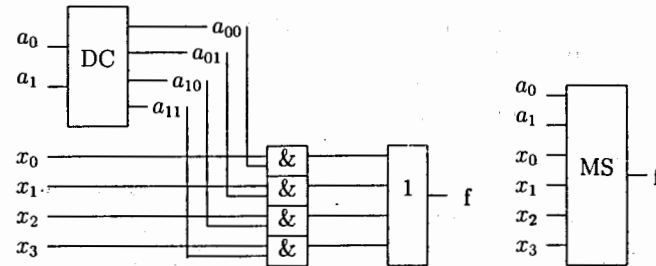 a₀
a₁
DC
a₀₀
a₀₁
a₁₀
a₁₁
x₀
x₁
x₂
x₃
&
&
&
&
1
f
a₀
a₁
x₀
x₁
x₂
x₃
MS
f